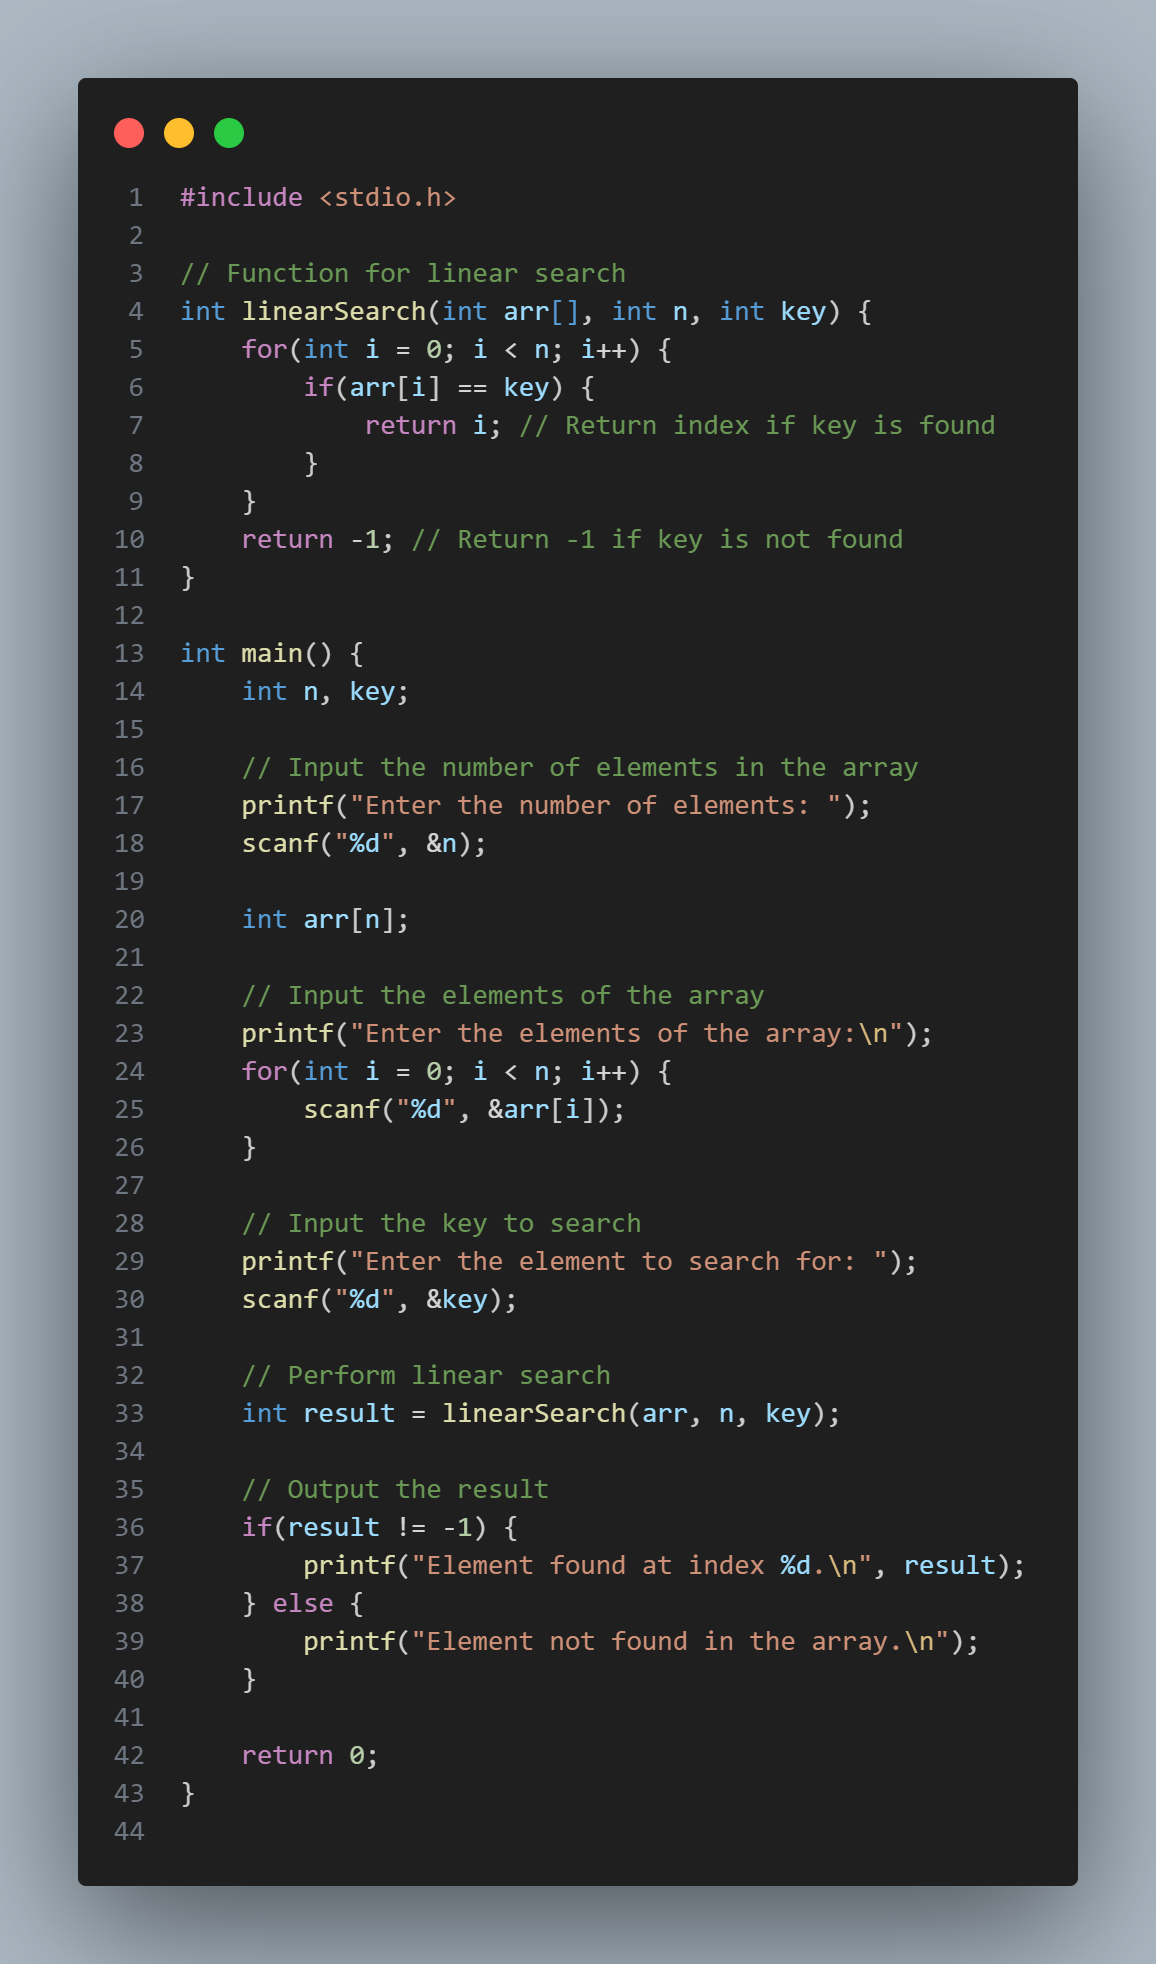 1 #include <stdio.h>
2
3 // Function for linear search
4 int linearSearch(int arr[], int n, int key) {
5     for(int i = 0; i < n; i++) {
6         if(arr[i] == key) {
7             return i; // Return index if key is found
8         }
9     }
10     return -1; // Return -1 if key is not found
11 }
12
13 int main() {
14     int n, key;
15
16     // Input the number of elements in the array
17     printf("Enter the number of elements: ");
18     scanf("%d", &n);
19
20     int arr[n];
21
22     // Input the elements of the array
23     printf("Enter the elements of the array:\n");
24     for(int i = 0; i < n; i++) {
25         scanf("%d", &arr[i]);
26     }
27
28     // Input the key to search
29     printf("Enter the element to search for: ");
30     scanf("%d", &key);
31
32     // Perform linear search
33     int result = linearSearch(arr, n, key);
34
35     // Output the result
36     if(result != -1) {
37         printf("Element found at index %d.\n", result);
38     } else {
39         printf("Element not found in the array.\n");
40     }
41
42     return 0;
43 }
44